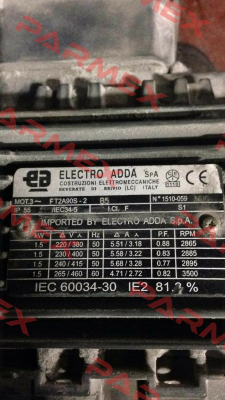 ELECTRO ADDA SpA
COSTRUZIONI ELETTROMECCANICHE
BEVERATE DI BRIVIO (LC) ITALY
MOT.3~ FT2A90S - 2 B5 N°1510-059
IP 55 IEC34-5 I.CL. F S1
IMPORTED BY ELECTRO ADDA S.p.A.
kW Δ V Hz Δ A P.F. RPM
1.5 220 / 380 50 5.51 / 3.18 0.88 2865
1.5 230 / 400 50 5.58 / 3.22 0.88 2885
1.5 240 / 415 50 5.68 / 3.28 0.77 2895
1.5 265 / 460 60 4.71 / 2.72 0.82 3500
IEC 60034-30 IE2 81.3 %
PARMEX